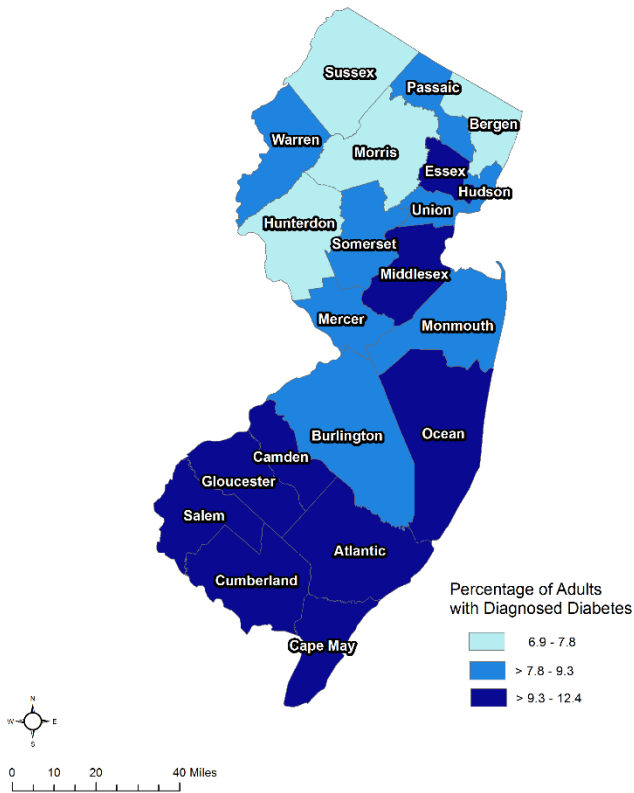 Sussex
Passaic
Bergen
Warren
Morris
Essex
Hudson
Union
Hunterdon
Somerset
Middlesex
Mercer
Monmouth
Burlington
Ocean
Camden
Gloucester
Salem
Atlantic
Cumberland
Cape May
Percentage of Adults
with Diagnosed Diabetes
6.9 - 7.8
> 7.8 - 9.3
> 9.3 - 12.4
N
W E
S
0 10 20 40 Miles